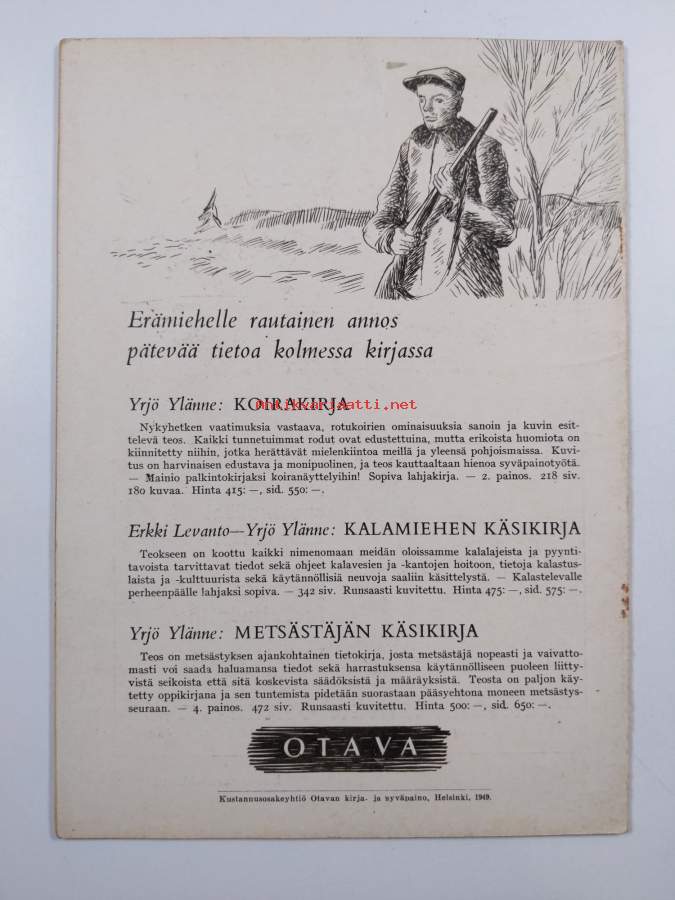 Erämiehelle rautainen annos
pätevää tietoa kolmessa kirjassa
Yrjö Ylänne: KOIRAKIRJA
antikvariaatti.net
Nykyhetken vaatimuksia vastaava, rotukoirien ominaisuuksia sanoin ja kuvin esit-
televä teos. Kaikki tunnetuimmat rodut ovat edustettuina, mutta erikoista huomiota on
kiinnitetty niihin, jotka herättävät mielenkiintoa meillä ja yleensä pohjoismaissa. Kuvi-
tus on harvinaisen edustava ja monipuolinen, ja teos kauttaaltaan hienoa syväpainotyötä.
— Mainio palkintokirjaksi koiranäyttelyihin! Sopiva lahjakirja. — 2. painos. 218 siv.
180 kuvaa. Hinta 415: —, sid. 550: —.
Erkki Levanto—Yrjö Ylänne: KALAMIEHEN KÄSIKIRJA
Teokseen on koottu kaikki nimenomaan meidän oloissamme kalalajeista ja pyynti-
tavoista tarvittavat tiedot sekä ohjeet kalavesien ja -kantojen hoitoon, tietoja kalastus-
laista ja -kulttuurista sekä käytännöllisiä neuvoja saaliin käsittelystä. — Kalastelevalle
perheenpäälle lahjaksi sopiva. — 342 siv. Runsaasti kuvitettu. Hinta 475: —, sid. 575: —.
Yrjö Ylänne: METSÄSTÄJÄN KÄSIKIRJA
Teos on metsästyksen ajankohtainen tietokirja, josta metsästäjä nopeasti ja vaivatto-
masti voi saada haluamansa tiedot sekä harrastuksensa käytännölliseen puoleen liitty-
vistä seikoista että sitä koskevista säädöksistä ja määräyksistä. Teosta on paljon käy-
tetty oppikirjana ja sen tuntemista pidetään suorastaan pääsyehtona moneen metsästys-
seuraan. — 4. painos. 472 siv. Runsaasti kuvitettu. Hinta 500: —, sid. 650: —.
OTAVA
Kustannusosakeyhtiö Otavan kirja- ja syväpaino, Helsinki, 1949.